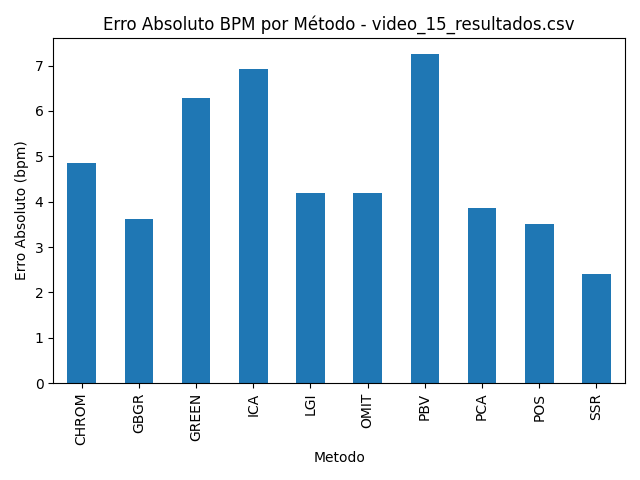 Erro Absoluto BPM por Método - video_15_resultados.csv
Erro Absoluto (bpm)
7
6
5
4
3
2
1
0
CHROM
GBGR
GREEN
ICA
LGI
OMIT
PBV
PCA
POS
SSR
Metodo